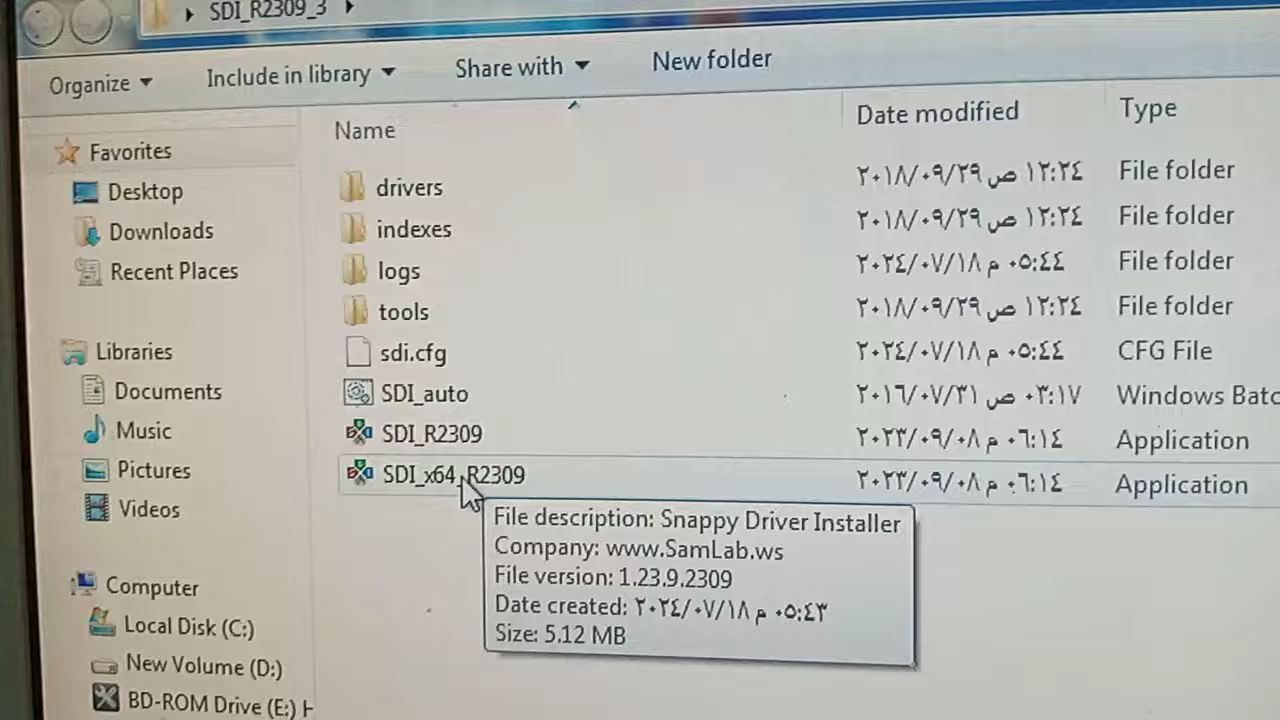 SDI_R2309_3
Organize
Include in library
Share with
New folder
Name
Date modified
Type
Favorites
Desktop
Downloads
Recent Places
Libraries
Documents
Music
Pictures
Videos
Computer
Local Disk (C:)
New Volume (D:)
BD-ROM Drive (E:) H
drivers ٢٠١٨/٠٩/٢٩ ص ١٢:٢٤ File folder
indexes ٢٠١٨/٠٩/٢٩ ص ١٢:٢٤ File folder
logs ٢٠٢٤/٠٧/١٨ م ٠٥:٤٤ File folder
tools ٢٠١٨/٠٩/٢٩ ص ١٢:٢٤ File folder
sdi.cfg ٢٠٢٤/٠٧/١٨ م ٠٥:٤٤ CFG File
SDI_auto ٢٠١٦/٠٧/٣١ ص ٠٣:١٧ Windows Batc
SDI_R2309 ٢٠٢٣/٠٩/٠٨ م ٠٦:١٤ Application
SDI_x64_R2309 ٢٠٢٣/٠٩/٠٨ م ٠٦:١٤ Application
File description: Snappy Driver Installer
Company: www.SamLab.ws
File version: 1.23.9.2309
Date created: ٢٠٢٤/٠٧/١٨ م ٠٥:٤٣
Size: 5.12 MB